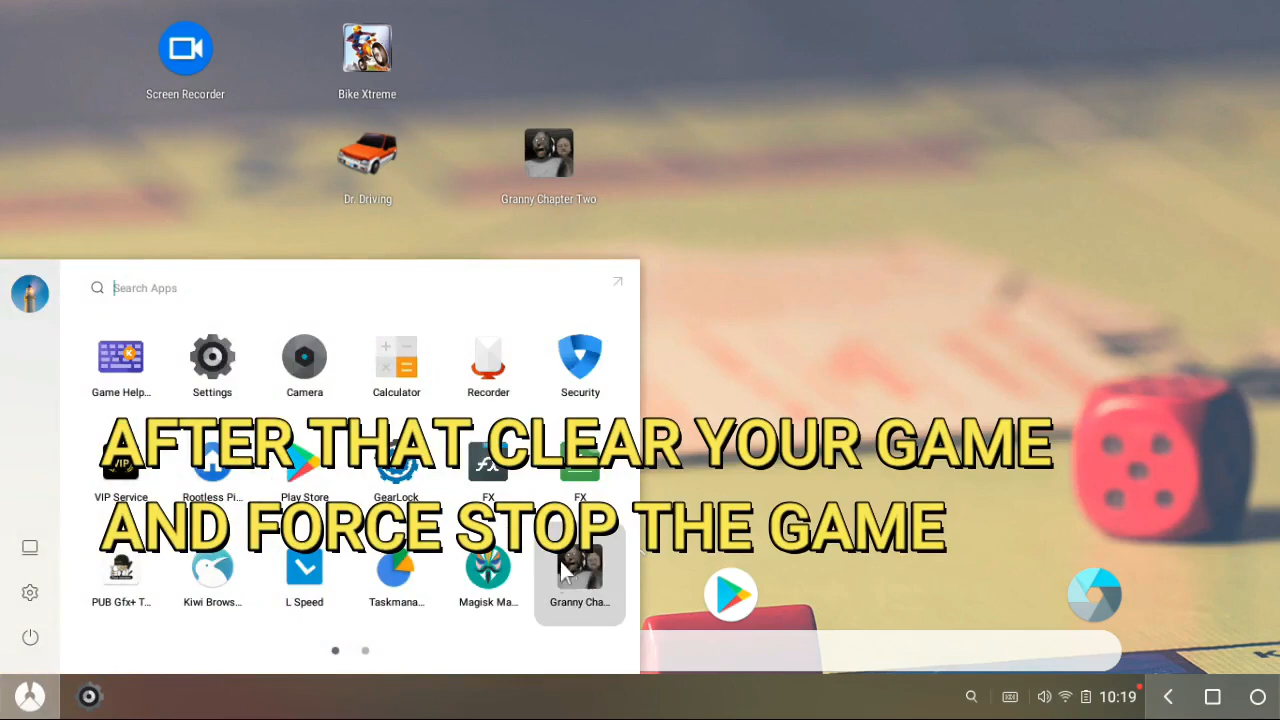 Screen Recorder
Bike Xtreme
Dr. Driving
Granny Chapter Two
Search Apps
Game Help...
Settings
Camera
Calculator
Recorder
Security
AFTER THAT CLEAR YOUR GAME
VIP
VIP Service
Rootless Pi...
Play Store
GearLock
FX
FX
AND FORCE STOP THE GAME
PUB Gfx+ T...
Kiwi Brows...
L Speed
Taskmana...
Magisk Ma...
Granny Cha...
10:19